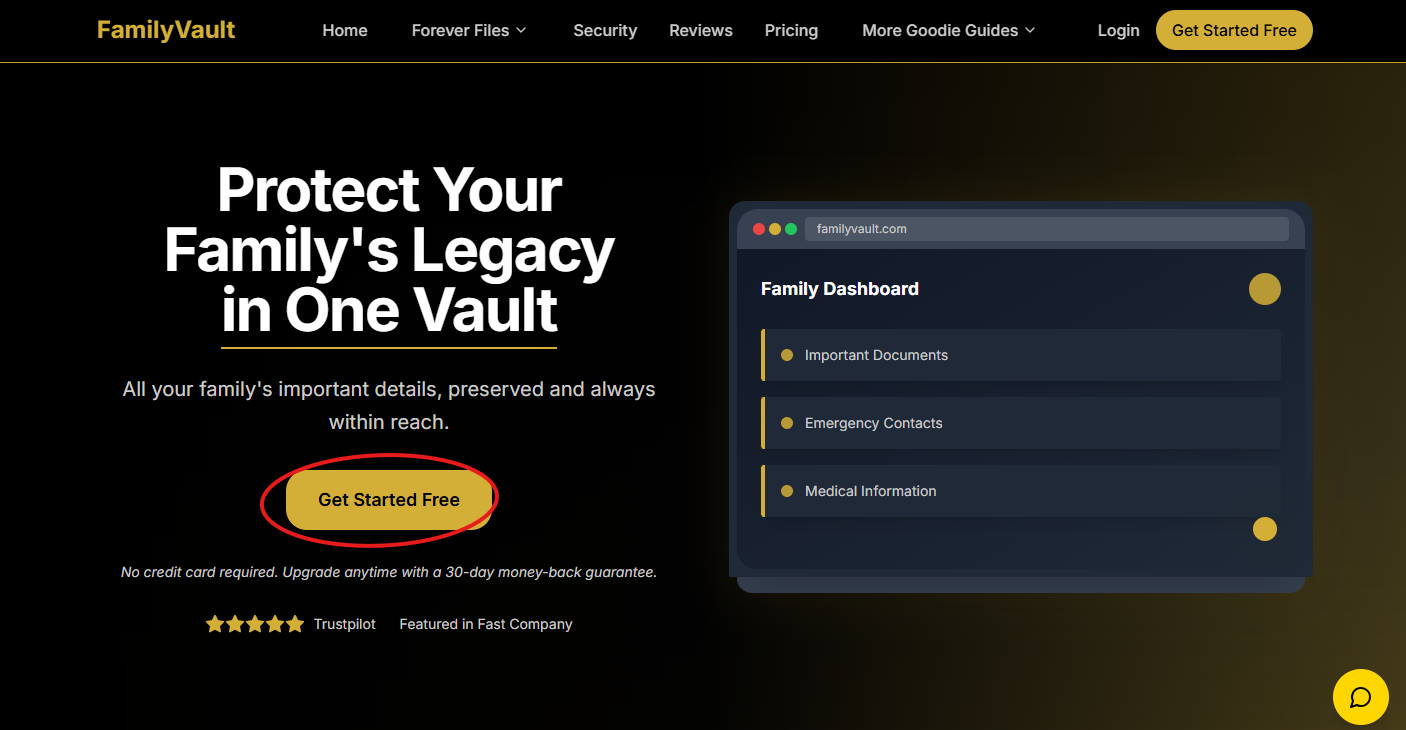 FamilyVault
Home
Forever Files
Security
Reviews
Pricing
More Goodie Guides
Login
Get Started Free
Protect Your
Family's Legacy
in One Vault
All your family's important details, preserved and always
within reach.
Get Started Free
No credit card required. Upgrade anytime with a 30-day money-back guarantee.
Trustpilot
Featured in Fast Company
familyvault.com
Family Dashboard
Important Documents
Emergency Contacts
Medical Information